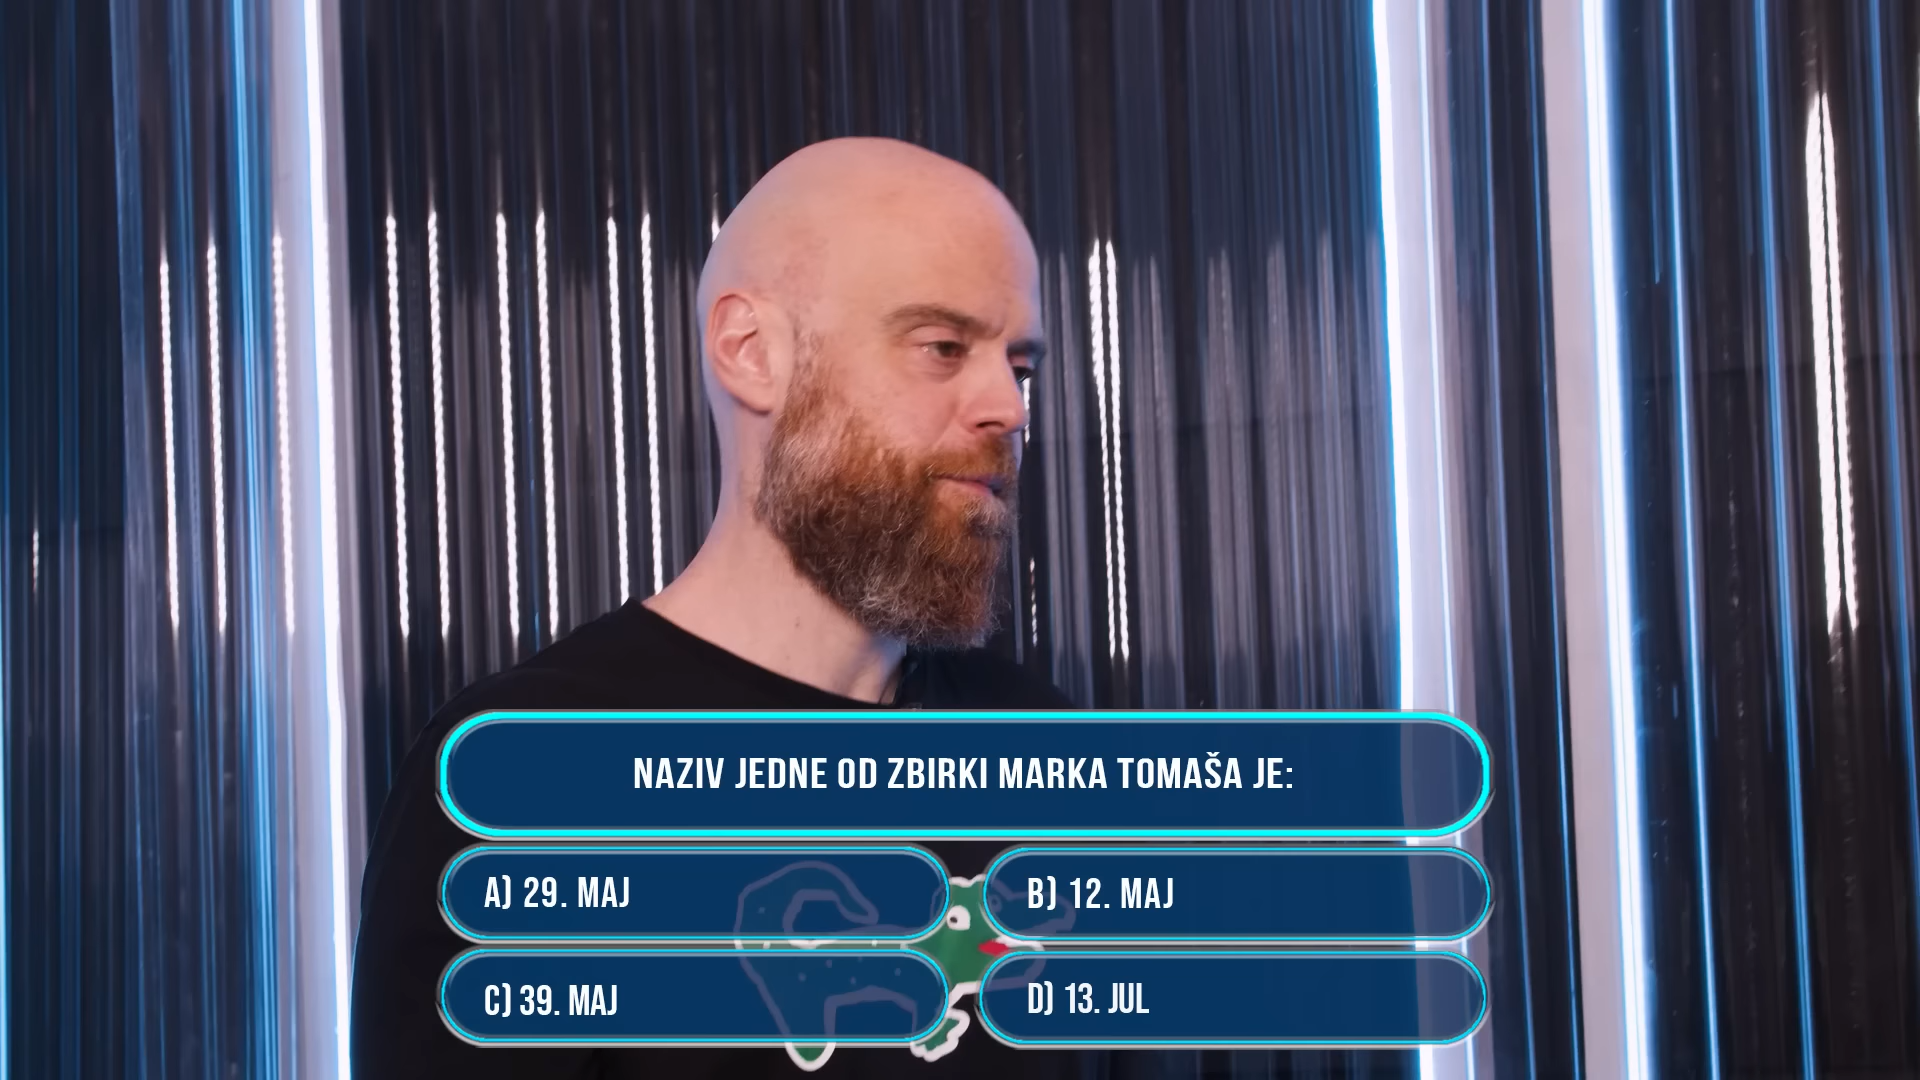 NAZIV JEDNE OD ZBIRKI MARKA TOMAŠA JE:
A) 29. MAJ
B) 12. MAJ
C) 39. MAJ
D) 13. JUL